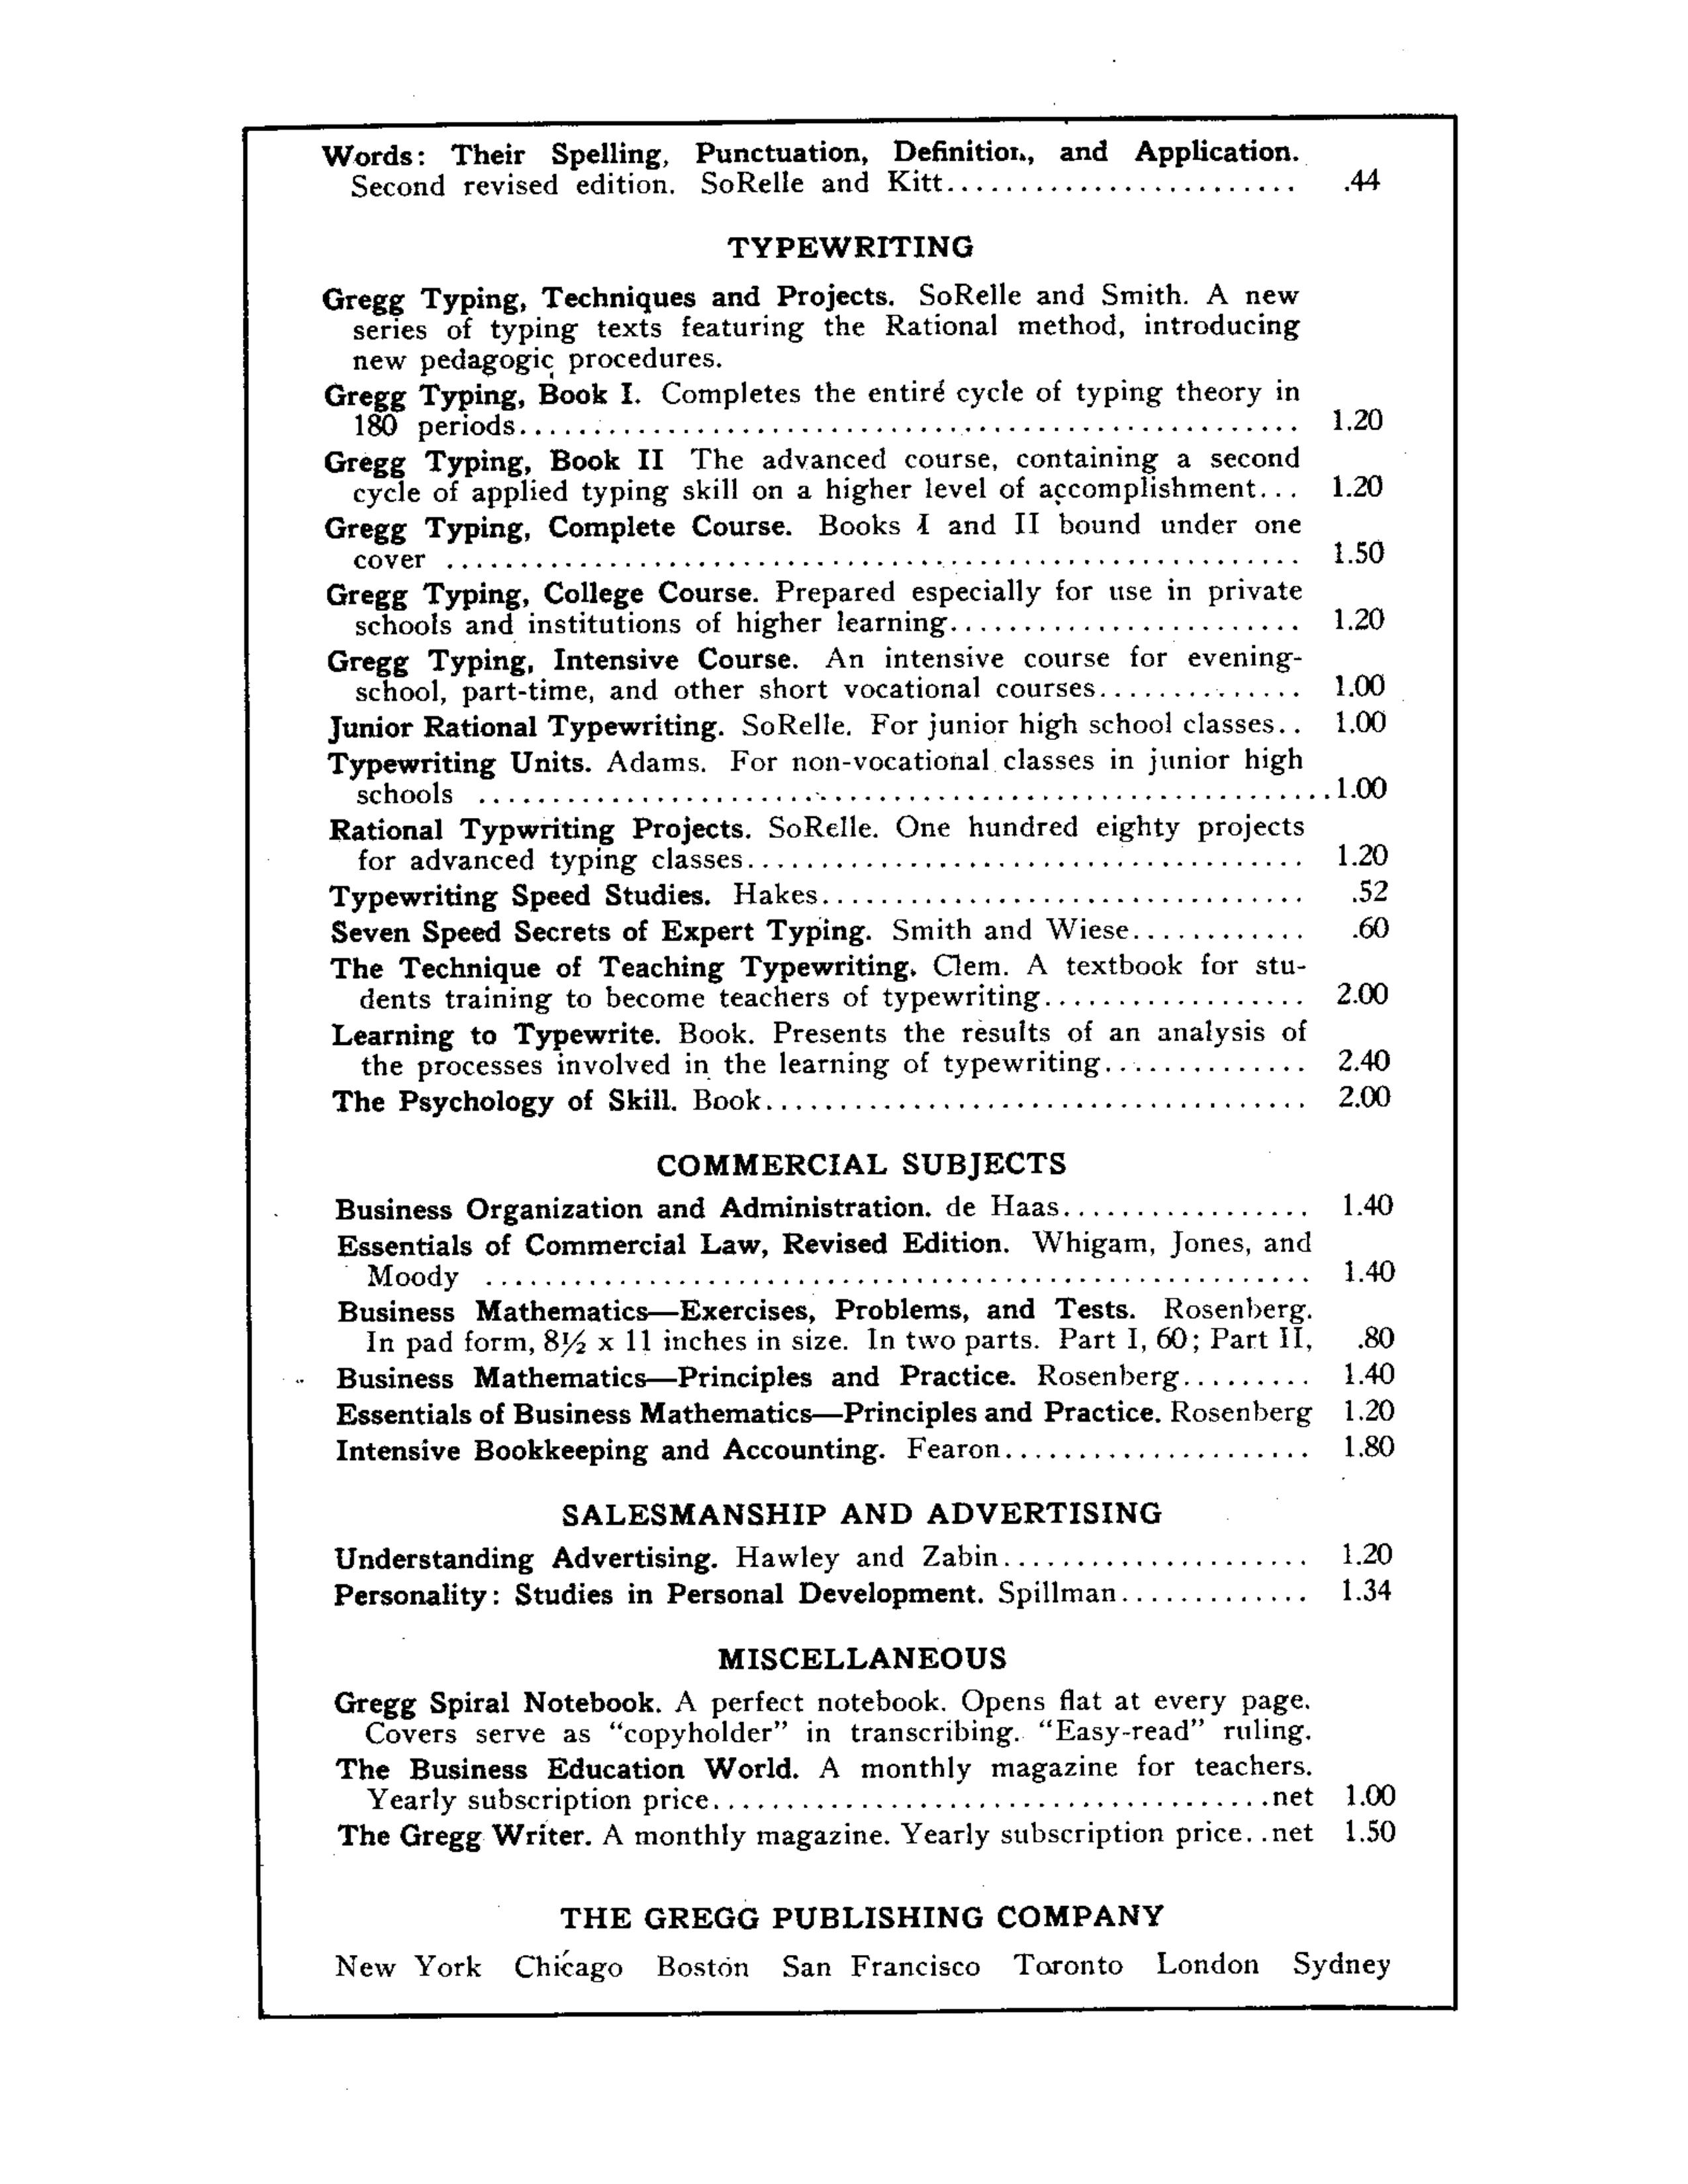 Words: Their Spelling, Punctuation, Definition, and Application.
Second revised edition. SoRelle and Kitt........................ .44
TYPEWRITING
Gregg Typing, Techniques and Projects. SoRelle and Smith. A new
series of typing texts featuring the Rational method, introducing
new pedagogic procedures.
Gregg Typing, Book I. Completes the entire cycle of typing theory in
180 periods..................................................... 1.20
Gregg Typing, Book II The advanced course, containing a second
cycle of applied typing skill on a higher level of accomplishment... 1.20
Gregg Typing, Complete Course. Books I and II bound under one
cover .......................................................... 1.50
Gregg Typing, College Course. Prepared especially for use in private
schools and institutions of higher learning........................ 1.20
Gregg Typing, Intensive Course. An intensive course for evening-
school, part-time, and other short vocational courses.............. 1.00
Junior Rational Typewriting. SoRelle. For junior high school classes.. 1.00
Typewriting Units. Adams. For non-vocational classes in junior high
schools ..........................................................1.00
Rational Typwriting Projects. SoRelle. One hundred eighty projects
for advanced typing classes...................................... 1.20
Typewriting Speed Studies. Hakes................................. .52
Seven Speed Secrets of Expert Typing. Smith and Wiese............ .60
The Technique of Teaching Typewriting. Clem. A textbook for stu-
dents training to become teachers of typewriting.................. 2.00
Learning to Typewrite. Book. Presents the results of an analysis of
the processes involved in the learning of typewriting.............. 2.40
The Psychology of Skill. Book..................................... 2.00
COMMERCIAL SUBJECTS
Business Organization and Administration. de Haas................. 1.40
Essentials of Commercial Law, Revised Edition. Whigam, Jones, and
Moody ........................................................ 1.40
Business Mathematics—Exercises, Problems, and Tests. Rosenberg.
In pad form, 8½ x 11 inches in size. In two parts. Part I, 60; Part II, .80
Business Mathematics—Principles and Practice. Rosenberg......... 1.40
Essentials of Business Mathematics—Principles and Practice. Rosenberg 1.20
Intensive Bookkeeping and Accounting. Fearon..................... 1.80
SALESMANSHIP AND ADVERTISING
Understanding Advertising. Hawley and Zabin..................... 1.20
Personality: Studies in Personal Development. Spillman............. 1.34
MISCELLANEOUS
Gregg Spiral Notebook. A perfect notebook. Opens flat at every page.
Covers serve as "copyholder" in transcribing. "Easy-read" ruling.
The Business Education World. A monthly magazine for teachers.
Yearly subscription price......................................net 1.00
The Gregg Writer. A monthly magazine. Yearly subscription price..net 1.50
THE GREGG PUBLISHING COMPANY
New York Chicago Boston San Francisco Toronto London Sydney